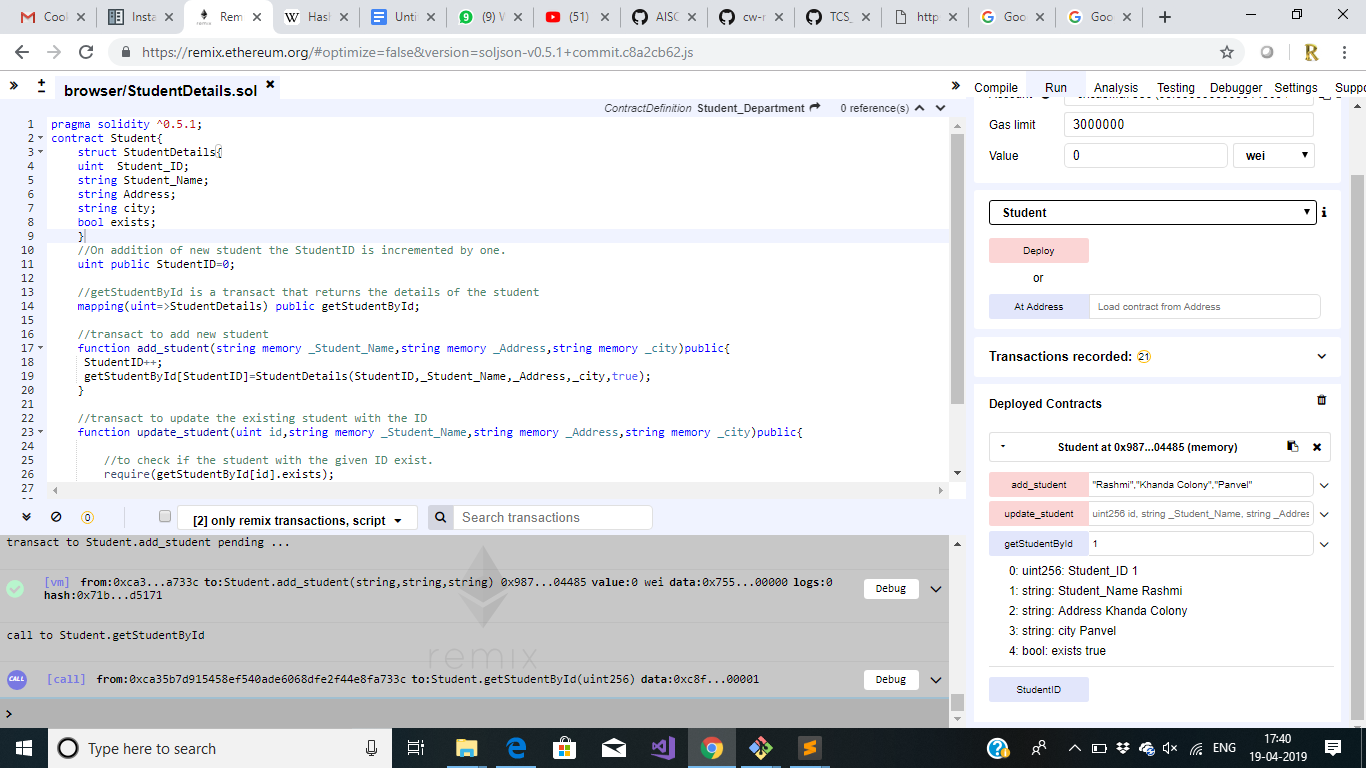 Cool
Insta
Rem
Hasl
Unti
(9) V
(51)
AISC
cw-r
TCS_
http
Goo
Goo
https://remix.ethereum.org/#optimize=false&version=soljson-v0.5.1+commit.c8a2cb62.js
browser/StudentDetails.sol
Compile Run Analysis Testing Debugger Settings Suppo
ContractDefinition Student_Department 0 reference(s)
1 pragma solidity ^0.5.1;
2 contract Student{
3 struct StudentDetails{
4 uint  Student_ID;
5 string Student_Name;
6 string Address;
7 string city;
8 bool exists;
9 }
10 //On addition of new student the StudentID is incremented by one.
11 uint public StudentID=0;
12
13 //getStudentById is a transact that returns the details of the student
14 mapping(uint=>StudentDetails) public getStudentById;
15
16 //transact to add new student
17 function add_student(string memory _Student_Name,string memory _Address,string memory _city)public{
18 StudentID++;
19 getStudentById[StudentID]=StudentDetails(StudentID,_Student_Name,_Address,_city,true);
20 }
21
22 //transact to update the existing student with the ID
23 function update_student(uint id,string memory _Student_Name,string memory _Address,string memory _city)public{
24
25 //to check if the student with the given ID exist.
26 require(getStudentById[id].exists);
27
0
[2] only remix transactions, script
Search transactions
transact to Student.add_student pending ...
[vm] from:0xca3...a733c to:Student.add_student(string,string,string) 0x987...04485 value:0 wei data:0x755...00000 logs:0
hash:0x71b...d5171
Debug
call to Student.getStudentById
remix
CALL [call] from:0xca35b7d915458ef540ade6068dfe2f44e8fa733c to:Student.getStudentById(uint256) data:0xc8f...00001
Debug
>
Gas limit 3000000
Value 0 wei
Student
Deploy
or
At Address Load contract from Address
Transactions recorded: 21
Deployed Contracts
Student at 0x987...04485 (memory)
add_student "Rashmi","Khanda Colony","Panvel"
update_student uint256 id, string _Student_Name, string _Addres
getStudentById 1
0: uint256: Student_ID 1
1: string: Student_Name Rashmi
2: string: Address Khanda Colony
3: string: city Panvel
4: bool: exists true
StudentID
Type here to search
ENG
17:40
19-04-2019